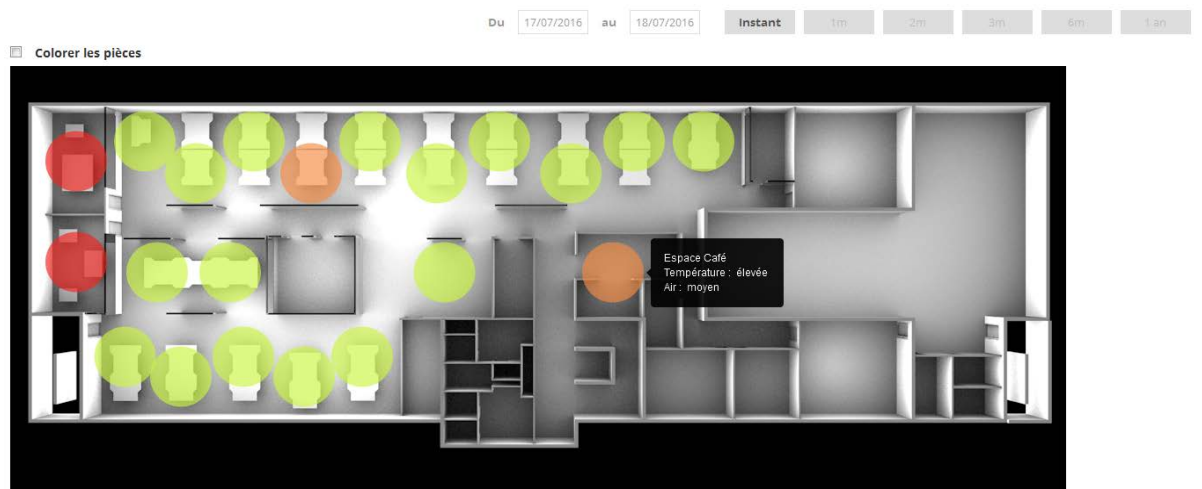 Du 17/07/2016 au 18/07/2016 Instant 1m 2m 3m 6m 1 an
Colorer les pièces
Espace Café
Température : élevée
Air : moyen